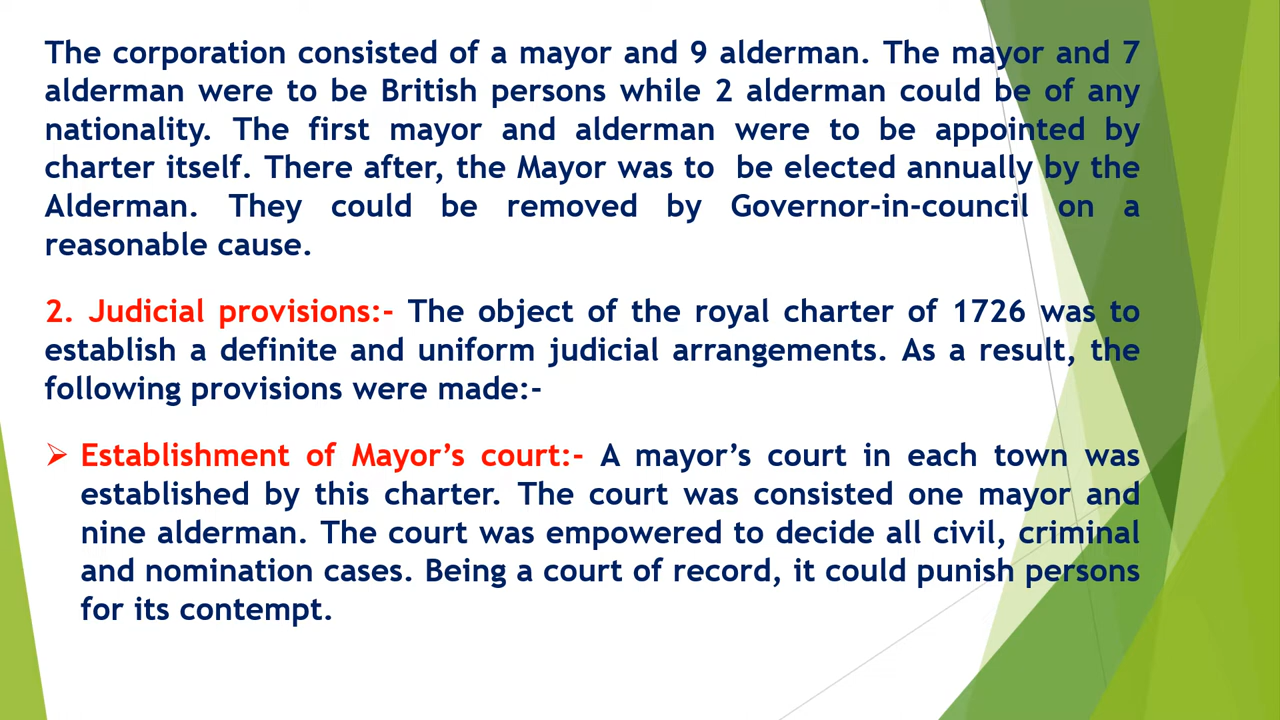 The corporation consisted of a mayor and 9 alderman. The mayor and 7
alderman were to be British persons while 2 alderman could be of any
nationality. The first mayor and alderman were to be appointed by
charter itself. There after, the Mayor was to be elected annually by the
Alderman. They could be removed by Governor-in-council on a
reasonable cause.
2. Judicial provisions:- The object of the royal charter of 1726 was to
establish a definite and uniform judicial arrangements. As a result, the
following provisions were made:-
➢ Establishment of Mayor’s court:- A mayor’s court in each town was
established by this charter. The court was consisted one mayor and
nine alderman. The court was empowered to decide all civil, criminal
and nomination cases. Being a court of record, it could punish persons
for its contempt.